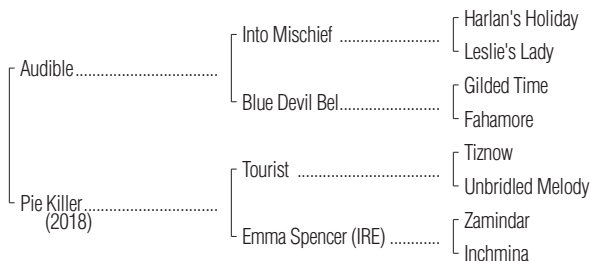 Harlan's Holiday
Into Mischief ........................
Leslie's Lady
Audible..................................
Gilded Time
Blue Devil Bel........................
Fahamore
Tiznow
Tourist ..................................
Unbridled Melody
Pie Killer................................
(2018)
Zamindar
Emma Spencer (IRE) ............
Inchmina